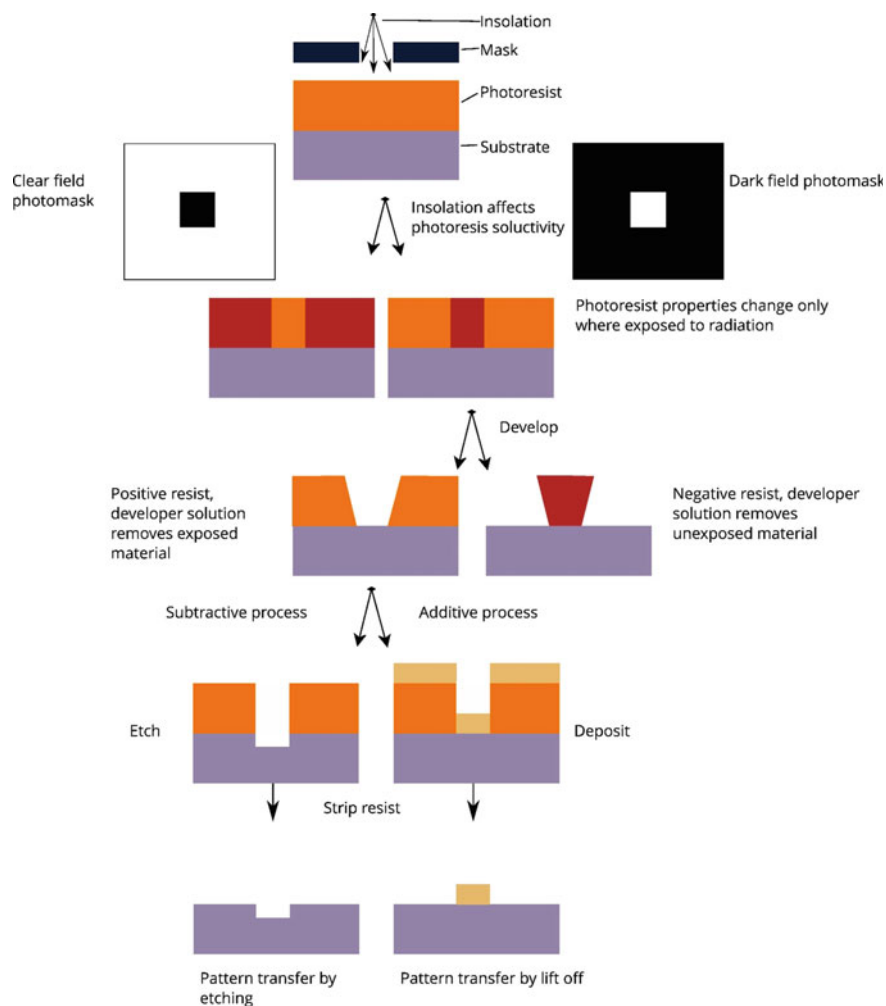 Insolation
Mask
Photoresist
Substrate
Clear field
photomask
Dark field photomask
Insolation affects
photoresis soluctivity
Photoresist properties change only
where exposed to radiation
Develop
Positive resist,
developer solution
removes exposed
material
Negative resist, developer
solution removes
unexposed material
Subtractive process
Additive process
Etch
Deposit
Strip resist
Pattern transfer by
etching
Pattern transfer by lift off